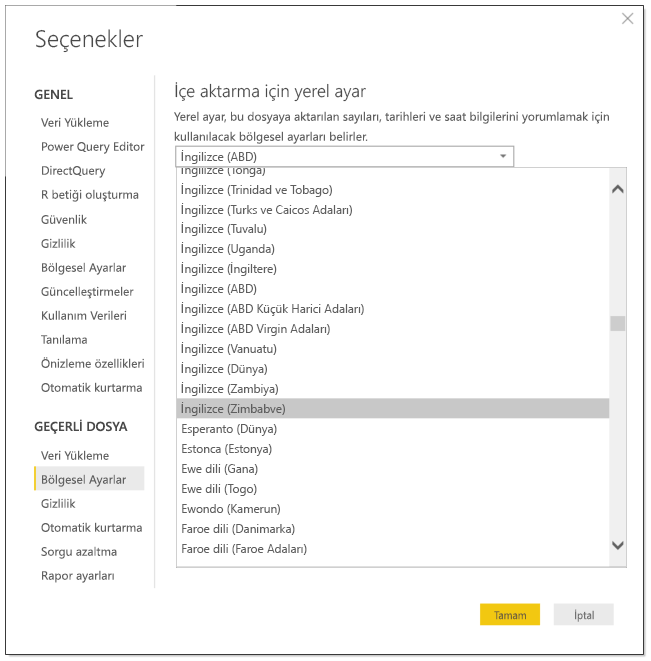 Seçenekler
GENEL
Veri Yükleme
Power Query Editor
DirectQuery
R betiği oluşturma
Güvenlik
Gizlilik
Bölgesel Ayarlar
Güncelleştirmeler
Kullanım Verileri
Tanılama
Önizleme özellikleri
Otomatik kurtarma
GEÇERLİ DOSYA
Veri Yükleme
Bölgesel Ayarlar
Gizlilik
Otomatik kurtarma
Sorgu azaltma
Rapor ayarları
İçe aktarma için yerel ayar
Yerel ayar, bu dosyaya aktarılan sayıları, tarihleri ve saat bilgilerini yorumlamak için
kullanılacak bölgesel ayarları belirler.
İngilizce (ABD)
İngilizce (Tonga)
İngilizce (Trinidad ve Tobago)
İngilizce (Turks ve Caicos Adaları)
İngilizce (Tuvalu)
İngilizce (Uganda)
İngilizce (İngiltere)
İngilizce (ABD)
İngilizce (ABD Küçük Harici Adaları)
İngilizce (ABD Virgin Adaları)
İngilizce (Vanuatu)
İngilizce (Dünya)
İngilizce (Zambiya)
İngilizce (Zimbabve)
Esperanto (Dünya)
Estonca (Estonya)
Ewe dili (Gana)
Ewe dili (Togo)
Ewondo (Kamerun)
Faroe dili (Danimarka)
Faroe dili (Faroe Adaları)
Tamam
İptal